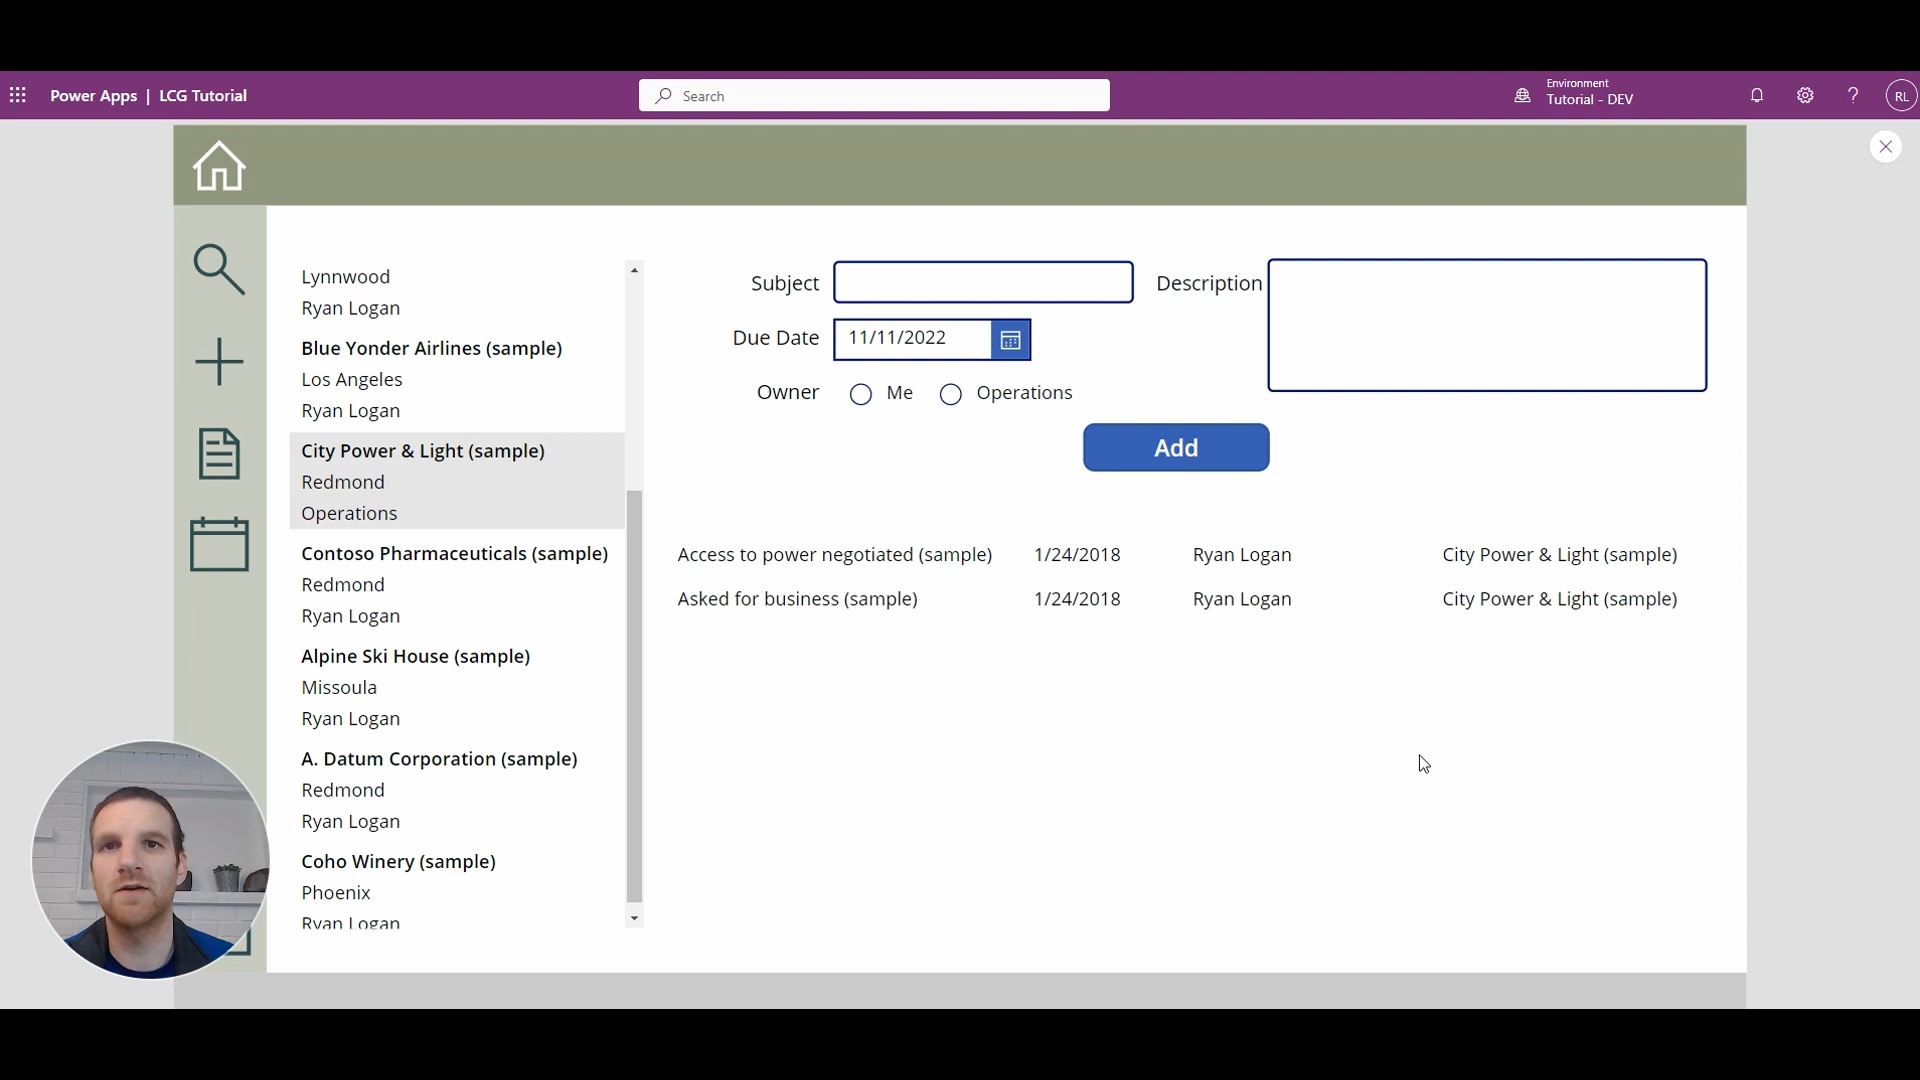 Power Apps | LCG Tutorial
Search
Environment
Tutorial - DEV
?
RL
Lynnwood
Ryan Logan
Blue Yonder Airlines (sample)
Los Angeles
Ryan Logan
City Power & Light (sample)
Redmond
Operations
Contoso Pharmaceuticals (sample)
Redmond
Ryan Logan
Alpine Ski House (sample)
Missoula
Ryan Logan
A. Datum Corporation (sample)
Redmond
Ryan Logan
Coho Winery (sample)
Phoenix
Ryan Logan
Subject
Description
Due Date 11/11/2022
Owner Me Operations
Add
Access to power negotiated (sample) 1/24/2018 Ryan Logan City Power & Light (sample)
Asked for business (sample) 1/24/2018 Ryan Logan City Power & Light (sample)